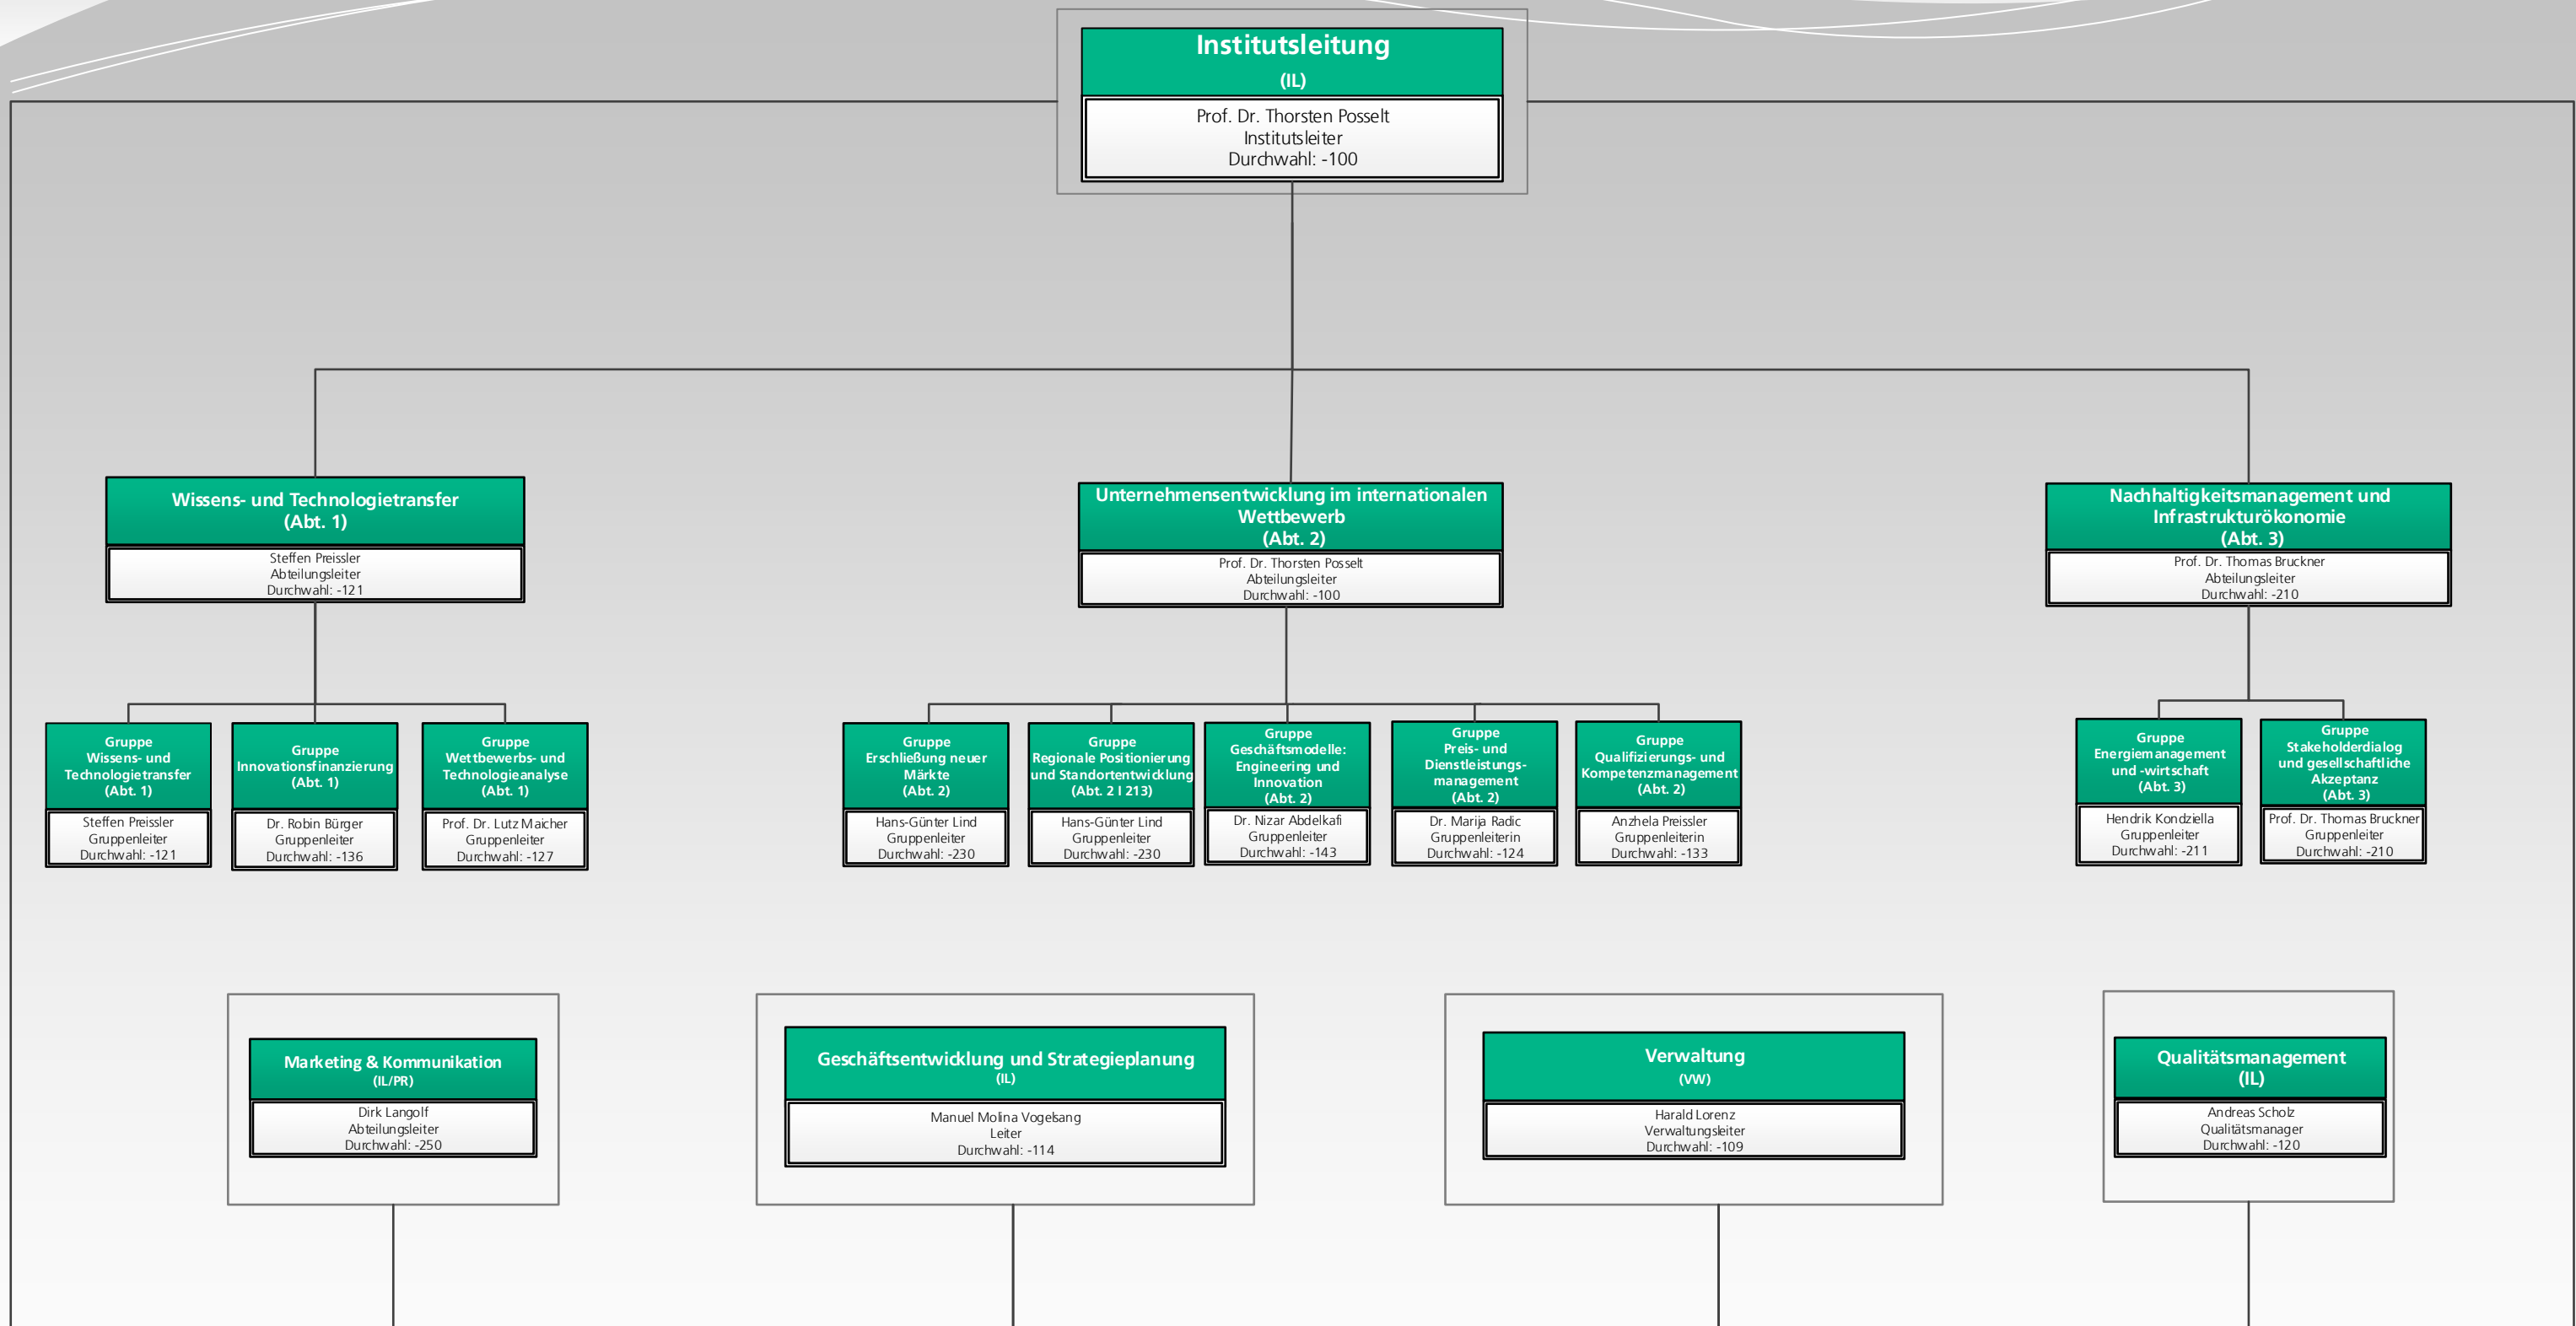 Institutsleitung
(IL)
Prof. Dr. Thorsten Posselt
Institutsleiter
Durchwahl: -100
Wissens- und Technologietransfer
(Abt. 1)
Steffen Preissler
Abteilungsleiter
Durchwahl: -121
Unternehmensentwicklung im internationalen
Wettbewerb
(Abt. 2)
Prof. Dr. Thorsten Posselt
Abteilungsleiter
Durchwahl: -100
Nachhaltigkeitsmanagement und
Infrastrukturökonomie
(Abt. 3)
Prof. Dr. Thomas Bruckner
Abteilungsleiter
Durchwahl: -210
Gruppe
Wissens- und
Technologietransfer
(Abt. 1)
Steffen Preissler
Gruppenleiter
Durchwahl: -121
Gruppe
Innovationsfinanzierung
(Abt. 1)
Dr. Robin Bürger
Gruppenleiter
Durchwahl: -136
Gruppe
Wettbewerbs- und
Technologieanalyse
(Abt. 1)
Prof. Dr. Lutz Maicher
Gruppenleiter
Durchwahl: -127
Gruppe
Erschließung neuer
Märkte
(Abt. 2)
Hans-Günter Lind
Gruppenleiter
Durchwahl: -230
Gruppe
Regionale Positionierung
und Standortentwicklung
(Abt. 2 I 213)
Hans-Günter Lind
Gruppenleiter
Durchwahl: -230
Gruppe
Geschäftsmodelle:
Engineering und
Innovation
(Abt. 2)
Dr. Nizar Abdelkafi
Gruppenleiter
Durchwahl: -143
Gruppe
Preis- und
Dienstleistungs-
management
(Abt. 2)
Dr. Marija Radic
Gruppenleiterin
Durchwahl: -124
Gruppe
Qualifizierungs- und
Kompetenzmanagement
(Abt. 2)
Anzhela Preissler
Gruppenleiterin
Durchwahl: -133
Gruppe
Energiemanagement
und -wirtschaft
(Abt. 3)
Hendrik Kondziella
Gruppenleiter
Durchwahl: -211
Gruppe
Stakeholderdialog
und gesellschaftliche
Akzeptanz
(Abt. 3)
Prof. Dr. Thomas Bruckner
Gruppenleiter
Durchwahl: -210
Marketing & Kommunikation
(IL/PR)
Dirk Langolf
Abteilungsleiter
Durchwahl: -250
Geschäftsentwicklung und Strategieplanung
(IL)
Manuel Molina Vogelsang
Leiter
Durchwahl: -114
Verwaltung
(VW)
Harald Lorenz
Verwaltungsleiter
Durchwahl: -109
Qualitätsmanagement
(IL)
Andreas Scholz
Qualitätsmanager
Durchwahl: -120